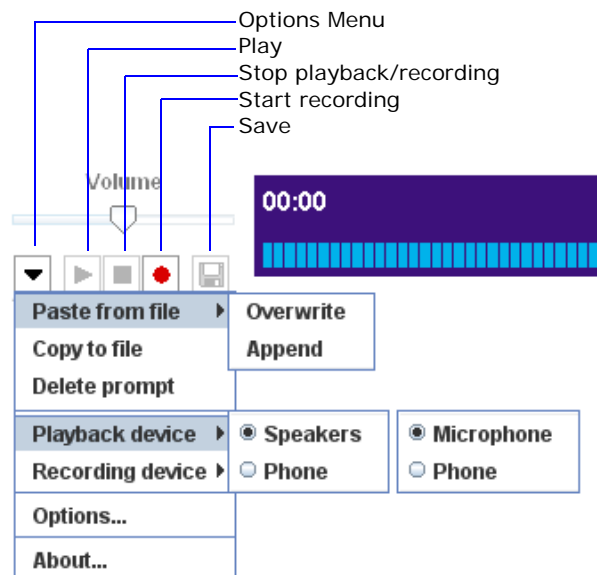 Options Menu
Play
Stop playback/recording
Start recording
Save
Volume
00:00
Paste from file
Overwrite
Copy to file
Append
Delete prompt
Playback device
Speakers
Microphone
Recording device
Phone
Phone
Options...
About...